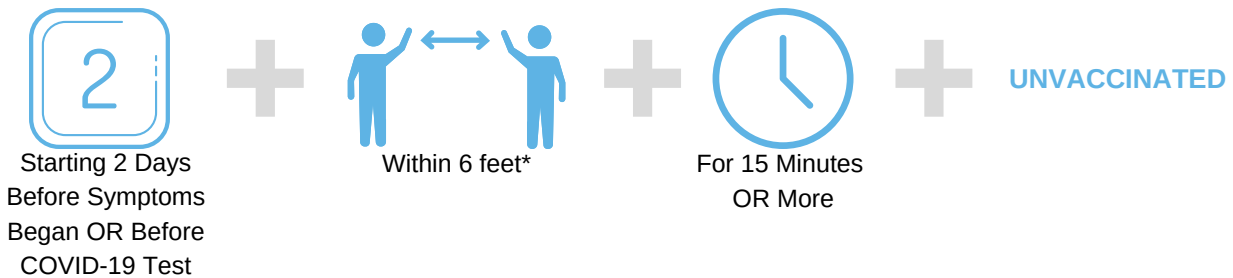 2
UNVACCINATED
Starting 2 Days
Before Symptoms
Began OR Before
COVID-19 Test
Within 6 feet*
For 15 Minutes
OR More